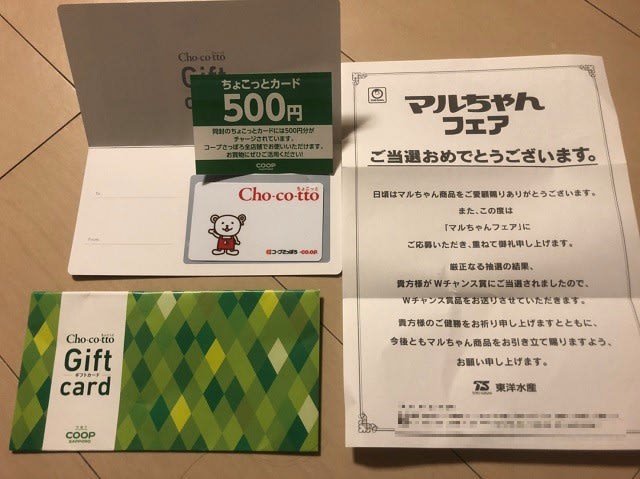 Cho·co·tto
Gift
ちょこっとカード
500円
同封のちょこっとカードには500円分が
チャージされています。
コープさっぽろ全店舗でお使いいただけます。
お買物にぜひご活用ください!
COOP
SAPPORO
To
From
ちょこっと
Cho·co·tto
コープさっぽろ co·op
Cho·co·tto
Gift
ギフトカード
card
COOP
SAPPORO
マルちゃん
フェア
ご当選おめでとうございます。
日頃はマルちゃん商品をご愛顧賜りありがとうございます。
また、この度は
「マルちゃんフェア」に
ご応募いただき、重ねて御礼申し上げます。
厳正なる抽選の結果、
貴方様がWチャンス賞にご当選されましたので、
Wチャンス賞品をお送りさせていただきます。
貴方様のご健勝をお祈り申し上げますとともに、
今後ともマルちゃん商品をお引き立て賜りますよう、
お願い申し上げます。
東洋水産